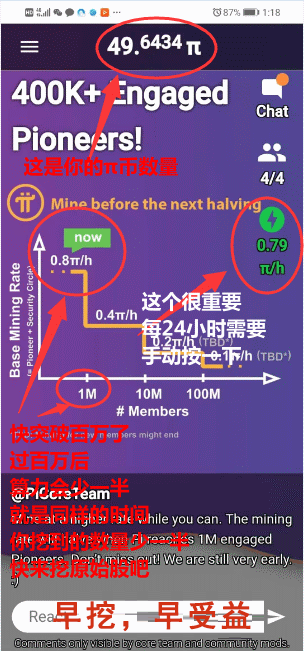 87% 1:18
49.6434 π
400K+ Engaged
Pioneers!
Chat
4/4
这是你的π币数量
Mine before the next halving
now
0.8π/h
0.79
π/h
Base Mining Rate
(Pioneer + Security Circle)
0.4π/h
0.2π/h (TBD*)
0.1π/h (TBD*)
这个很重要
每24小时需要
手动按一下
1M
10M
100M
# Members
快突破百万了
过百万后
算力会少一半
就是同样的时间
你挖到的数量少一半
快来挖原始股吧
might end
@PiCoreTeam
at a higher rate while you can. The mining
reaches 1M engaged
Pioneers. Don't miss out! We are still very early.
:)
早挖，早受益
Comments only visible by core team and community mods.